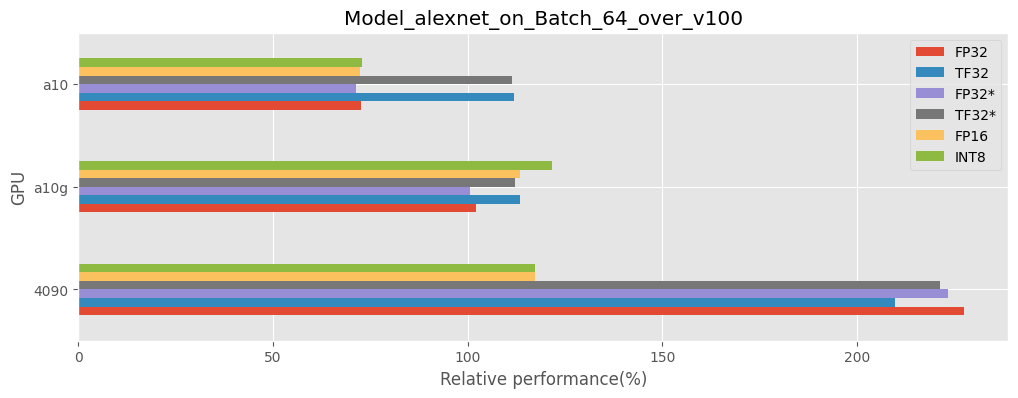 Model_alexnet_on_Batch_64_over_v100
FP32
TF32
FP32*
TF32*
FP16
INT8
GPU
a10
a10g
4090
0 50 100 150 200
Relative performance(%)